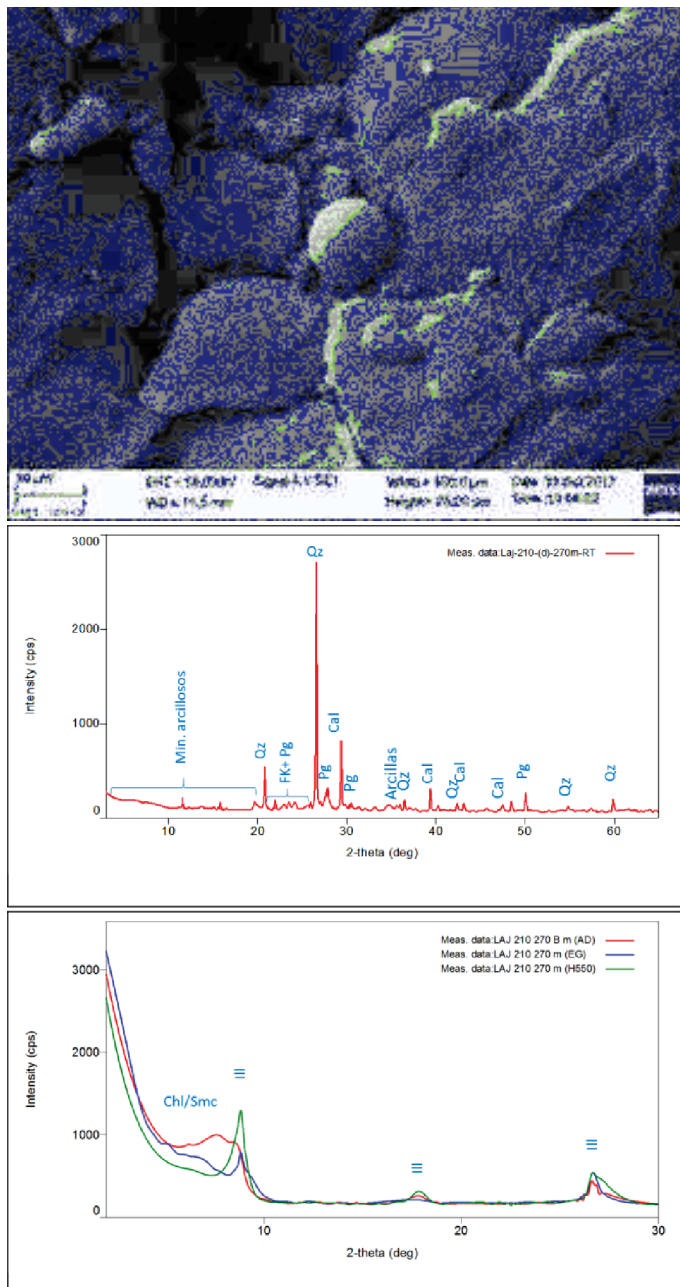 3000
2000
1000
0
Intensity (cps)
Meas. data:Laj-210-(d)-270m-RT
Min. arcillosos
Qz
FK+ Pg
Qz
Pg
Cal
Pg
Arcillas
Qz
Cal
Qz
Cal
Cal
Pg
Qz
Qz
10 20 30 40 50 60
2-theta (deg)
Meas. data:LAJ 210 270 B m (AD)
Meas. data:LAJ 210 270 m (EG)
Meas. data:LAJ 210 270 m (H550)
3000
2000
1000
0
Intensity (cps)
Chl/Smc
Ill
Ill
Ill
10 20 30
2-theta (deg)